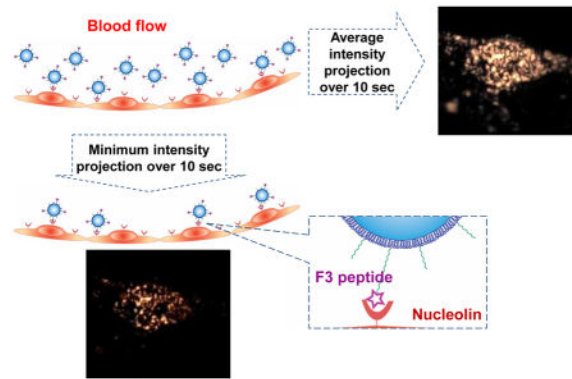 Blood flow
Average
intensity
projection
over 10 sec
Minimum intensity
projection over 10 sec
F3 peptide
Nucleolin